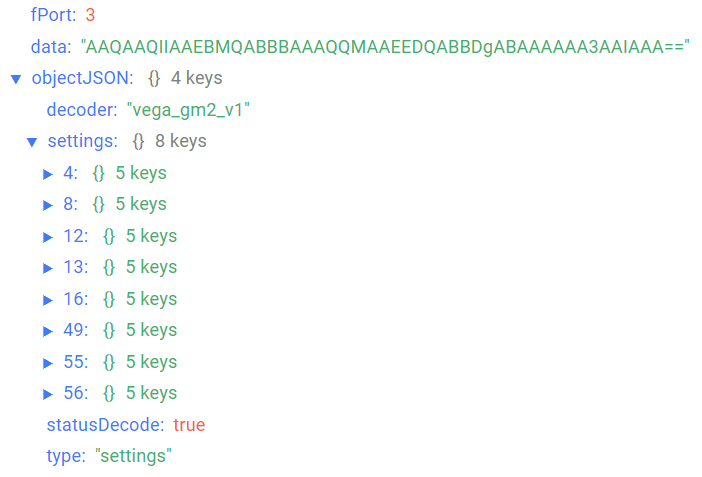 fPort: 3
data: "AAQAAQIIAAEBMQABBBAAAQQMAAEEDQABBDgABAAAAAA3AAIAAA=="
objectJSON: {} 4 keys
decoder: "vega_gm2_v1"
settings: {} 8 keys
4: {} 5 keys
8: {} 5 keys
12: {} 5 keys
13: {} 5 keys
16: {} 5 keys
49: {} 5 keys
55: {} 5 keys
56: {} 5 keys
statusDecode: true
type: "settings"